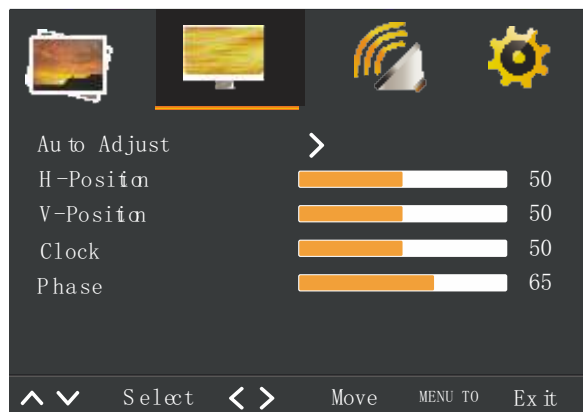 Auto Adjust
H-Position 50
V-Position 50
Clock 50
Phase 65
Select Move MENU TO Exit